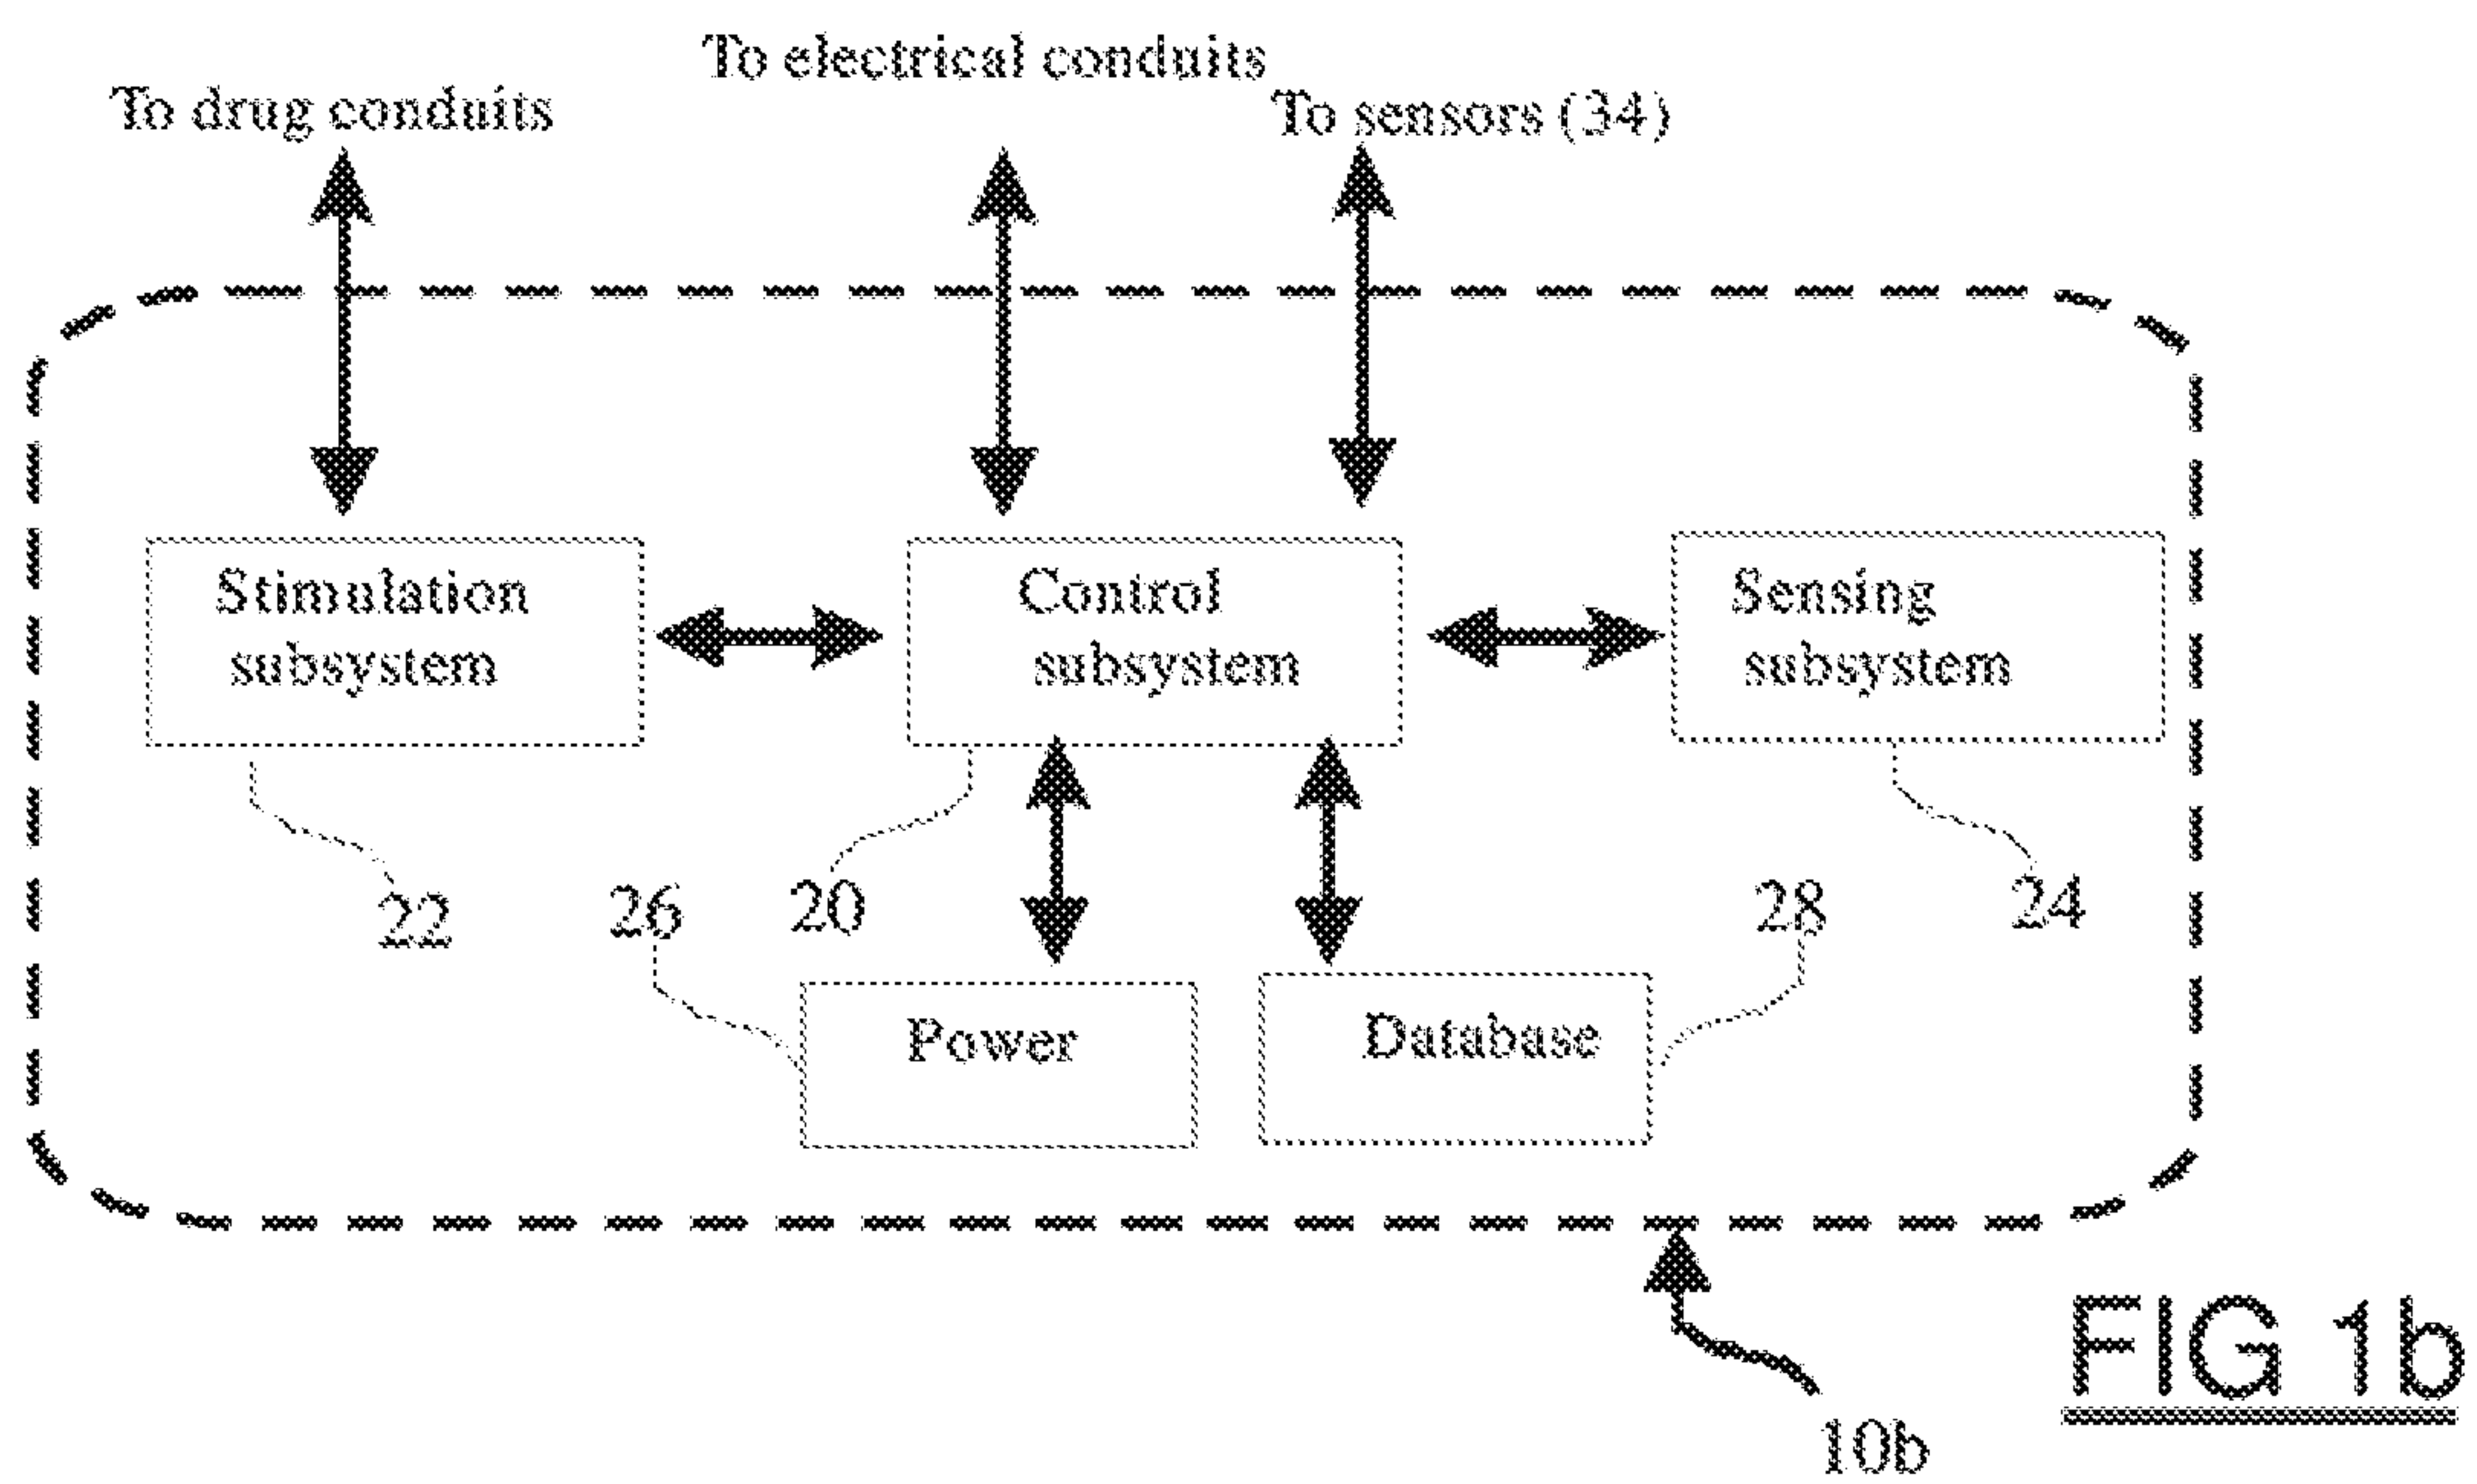 To electrical conduits
To drug conduits
To sensors (34)
Stimulation
subsystem
Control
subsystem
Sensing
subsystem
22
26
20
28
24
Power
Database
10b
FIG 1b